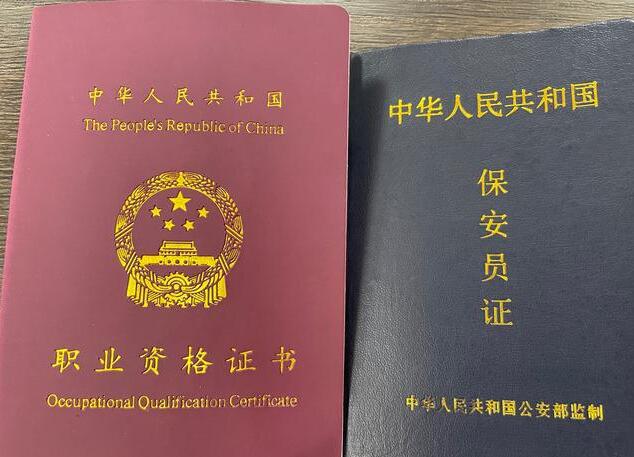 中华人民共和国
The People's Republic of China
职业资格证书
Occupational Qualification Certificate
中华人民共和国
保安员证
中华人民共和国公安部监制